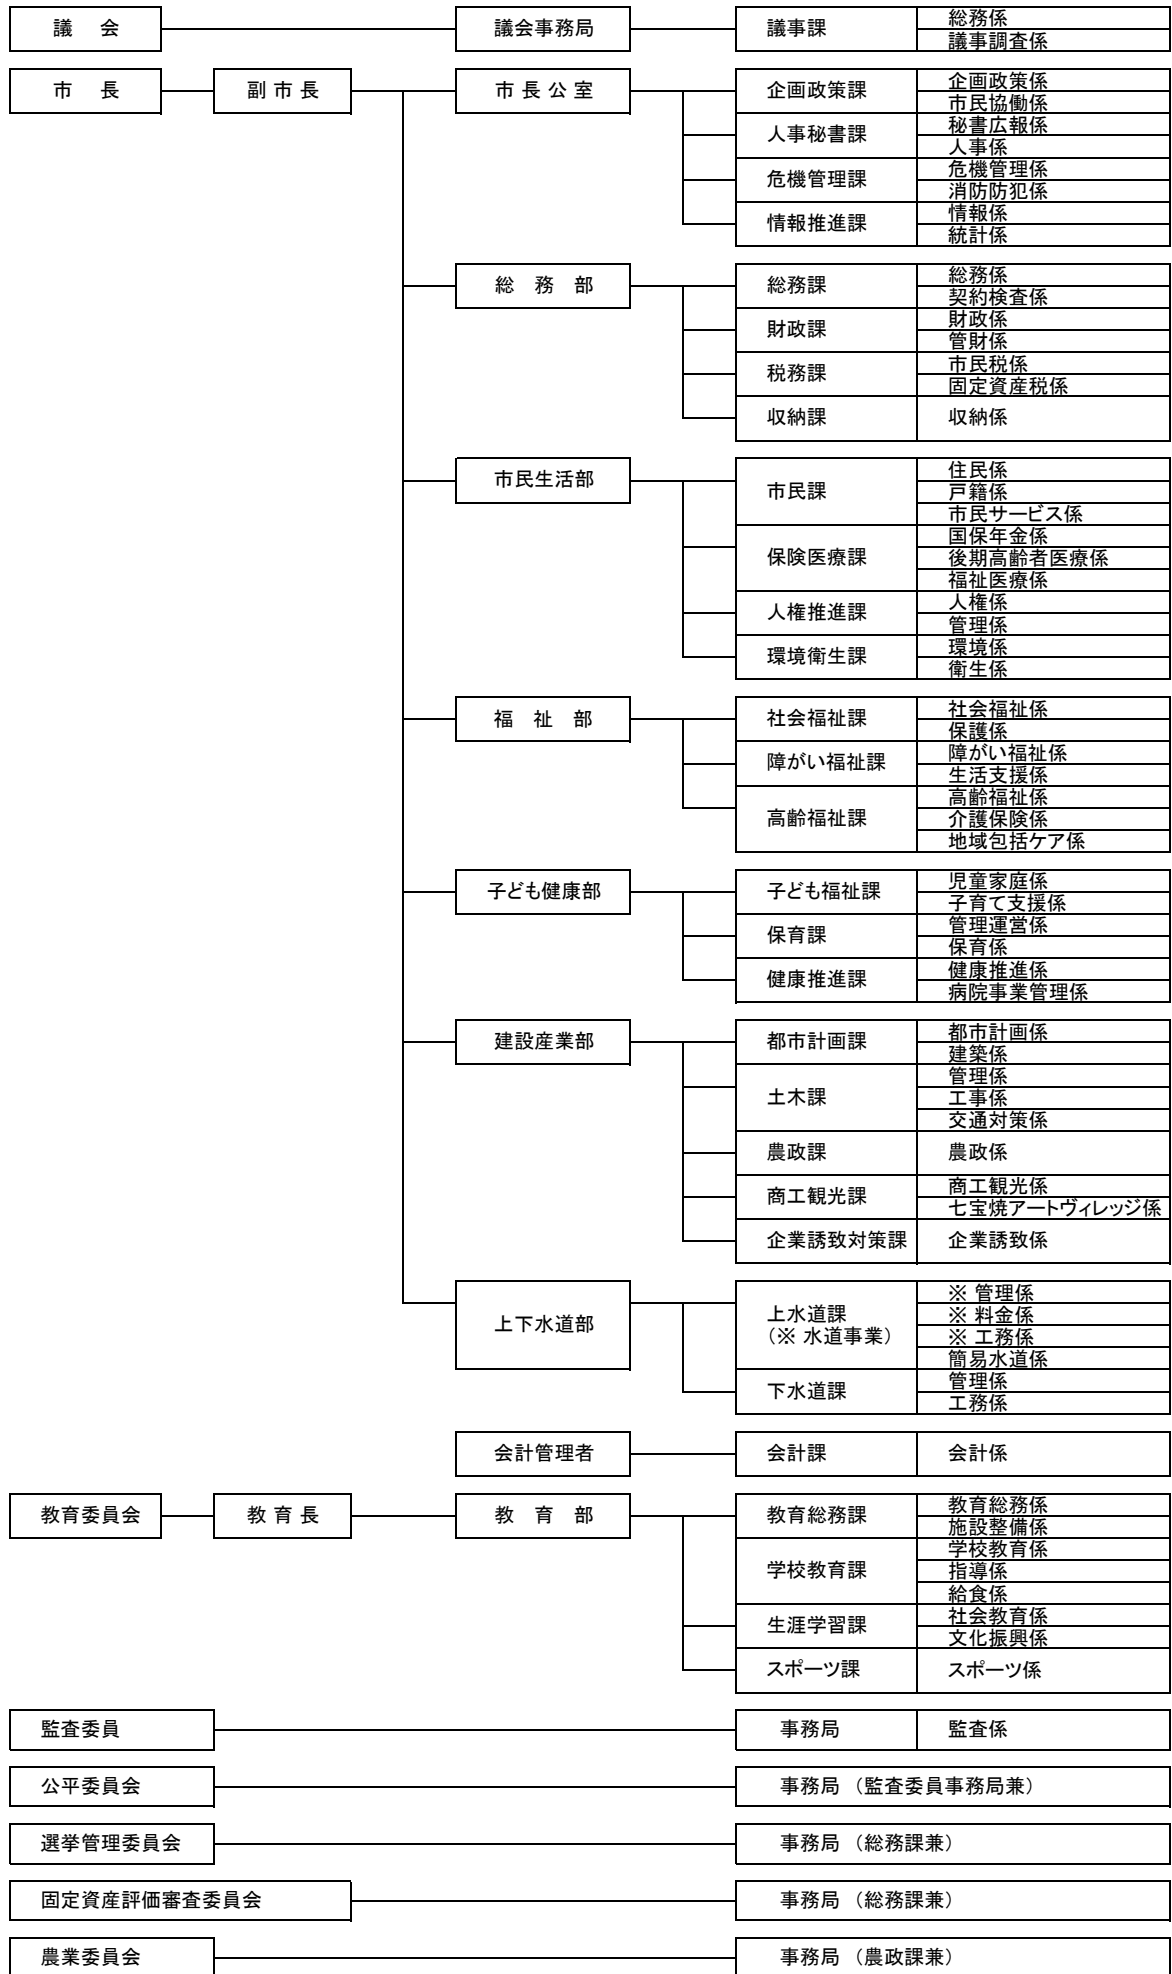 議　会
議会事務局
議事課
総務係
議事調査係
市　長
副 市 長
市 長 公 室
企画政策課
企画政策係
市民協働係
人事秘書課
秘書広報係
人事係
危機管理課
危機管理係
消防防犯係
情報推進課
情報係
統計係
総　務　部
総務課
総務係
契約検査係
財政課
財政係
管財係
税務課
市民税係
固定資産税係
収納課
収納係
市民生活部
市民課
住民係
戸籍係
市民サービス係
保険医療課
国保年金係
後期高齢者医療係
福祉医療係
人権推進課
人権係
管理係
環境衛生課
環境係
衛生係
福　祉　部
社会福祉課
社会福祉係
保護係
障がい福祉課
障がい福祉係
生活支援係
高齢福祉課
高齢福祉係
介護保険係
地域包括ケア係
子ども健康部
子ども福祉課
児童家庭係
子育て支援係
保育課
管理運営係
保育係
健康推進課
健康推進係
病院事業管理係
建設産業部
都市計画課
都市計画係
建築係
土木課
管理係
工事係
交通対策係
農政課
農政係
商工観光課
商工観光係
七宝焼アートヴィレッジ係
企業誘致対策課
企業誘致係
上下水道部
上水道課
（※ 水道事業）
※ 管理係
※ 料金係
※ 工務係
簡易水道係
下水道課
管理係
工務係
会計管理者
会計課
会計係
教育委員会
教 育 長
教　育　部
教育総務課
教育総務係
施設整備係
学校教育課
学校教育係
指導係
給食係
生涯学習課
社会教育係
文化振興係
スポーツ課
スポーツ係
監査委員
事務局
監査係
公平委員会
事務局 （監査委員事務局兼）
選挙管理委員会
事務局 （総務課兼）
固定資産評価審査委員会
事務局 （総務課兼）
農業委員会
事務局 （農政課兼）